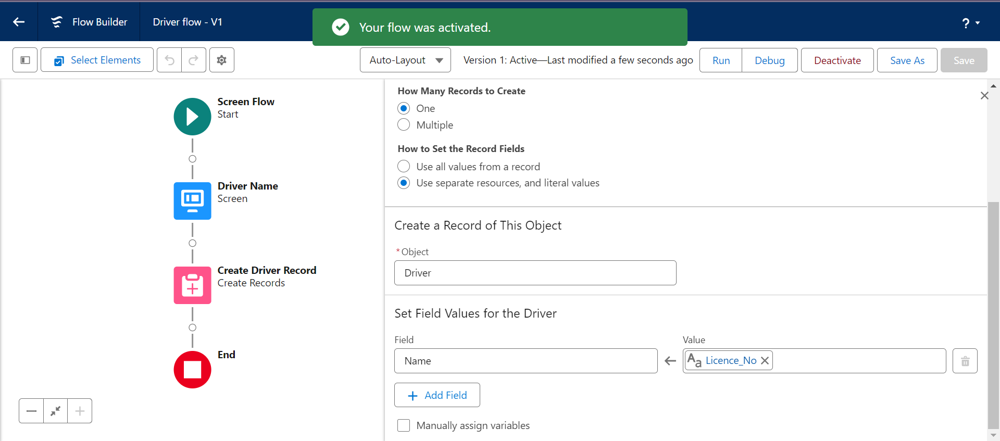 Flow Builder
Driver flow - V1
Your flow was activated.
?
Select Elements
Auto-Layout
Version 1: Active—Last modified a few seconds ago
Run
Debug
Deactivate
Save As
Save
Screen Flow
Start
Driver Name
Screen
Create Driver Record
Create Records
End
How Many Records to Create
One
Multiple
How to Set the Record Fields
Use all values from a record
Use separate resources, and literal values
Create a Record of This Object
*Object
Driver
Set Field Values for the Driver
Field
Value
Name
Aa Licence_No
Add Field
Manually assign variables